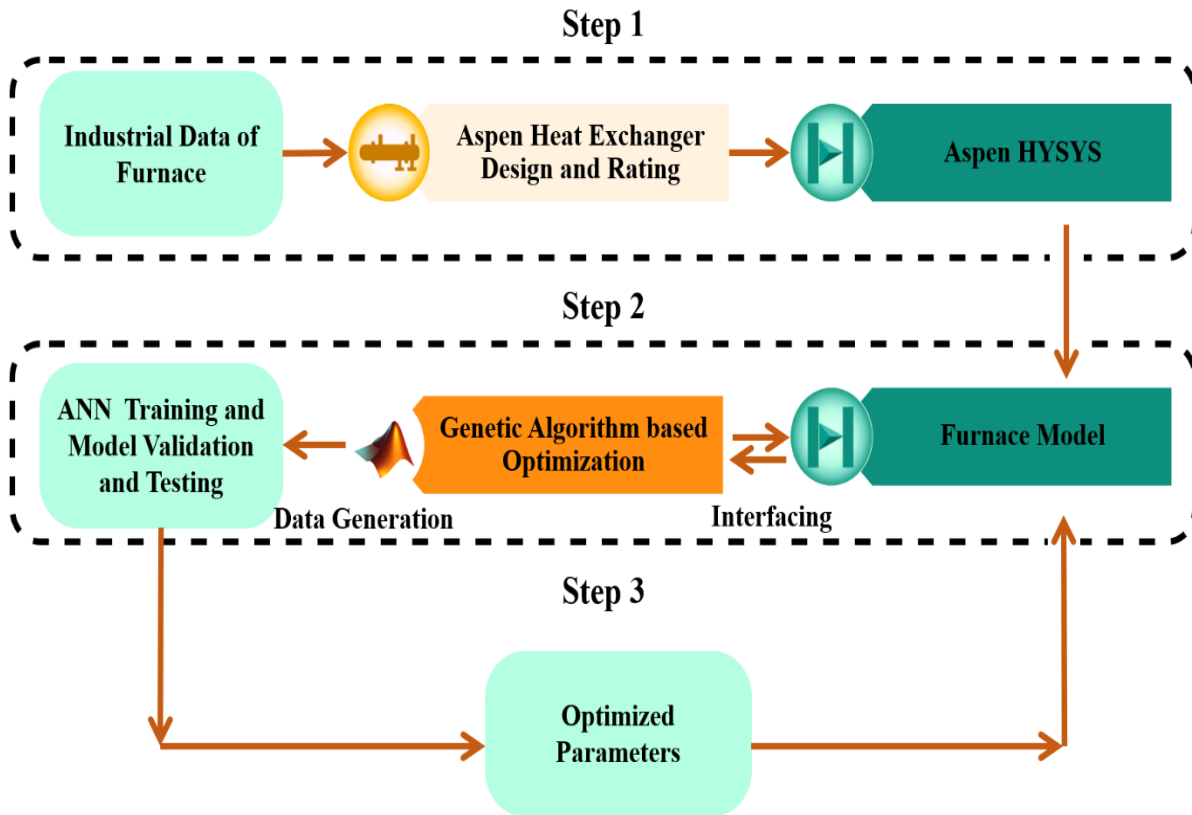 Step 1
Industrial Data of
Furnace
Aspen Heat Exchanger
Design and Rating
Aspen HYSYS
Step 2
ANN Training and
Model Validation
and Testing
Genetic Algorithm based
Optimization
Furnace Model
Data Generation
Interfacing
Step 3
Optimized
Parameters